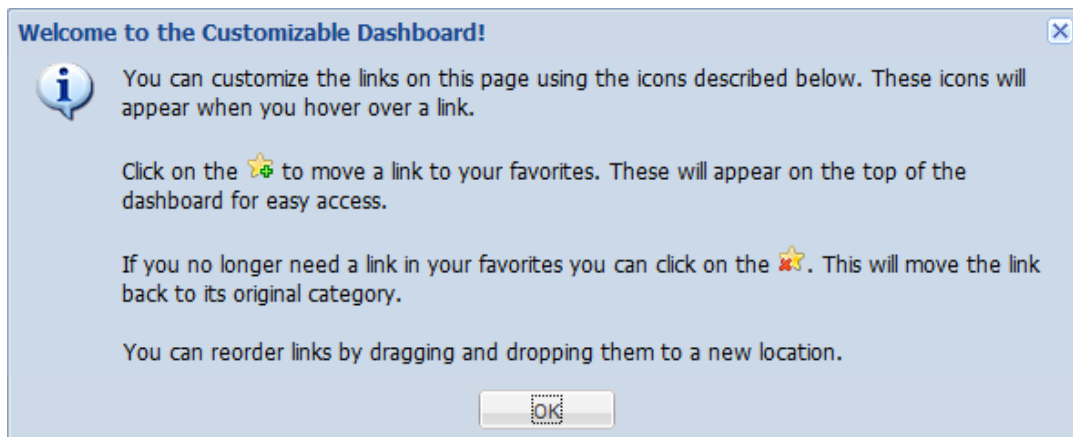 Welcome to the Customizable Dashboard!
You can customize the links on this page using the icons described below. These icons will
appear when you hover over a link.
Click on the to move a link to your favorites. These will appear on the top of the
dashboard for easy access.
If you no longer need a link in your favorites you can click on the . This will move the link
back to its original category.
You can reorder links by dragging and dropping them to a new location.
OK